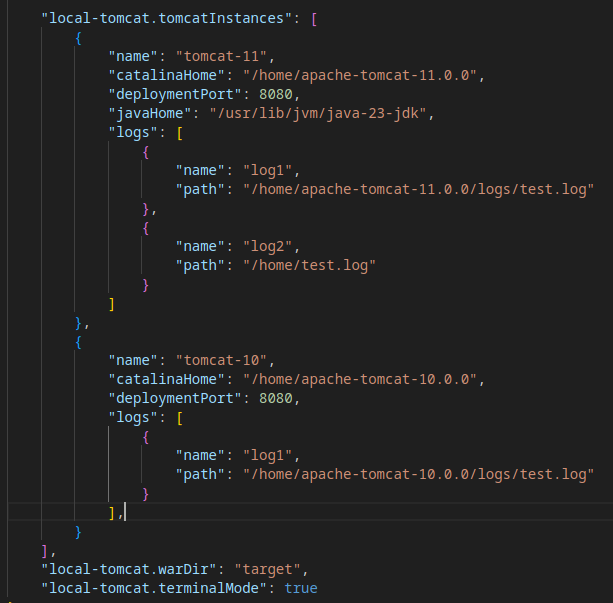 "local-tomcat.tomcatInstances": [
{
"name": "tomcat-11",
"catalinaHome": "/home/apache-tomcat-11.0.0",
"deploymentPort": 8080,
"javaHome": "/usr/lib/jvm/java-23-jdk",
"logs": [
{
"name": "log1",
"path": "/home/apache-tomcat-11.0.0/logs/test.log"
},
{
"name": "log2",
"path": "/home/test.log"
}
]
},
{
"name": "tomcat-10",
"catalinaHome": "/home/apache-tomcat-10.0.0",
"deploymentPort": 8080,
"logs": [
{
"name": "log1",
"path": "/home/apache-tomcat-10.0.0/logs/test.log"
}
],
}
],
"local-tomcat.warDir": "target",
"local-tomcat.terminalMode": true